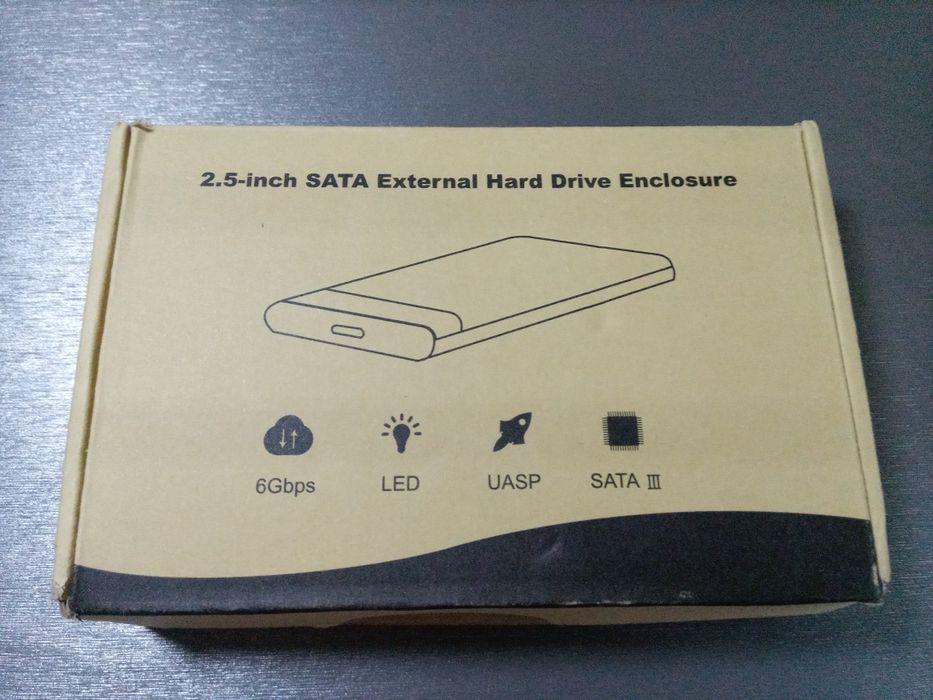 2.5-inch SATA External Hard Drive Enclosure
6Gbps LED UASP SATA Ⅲ